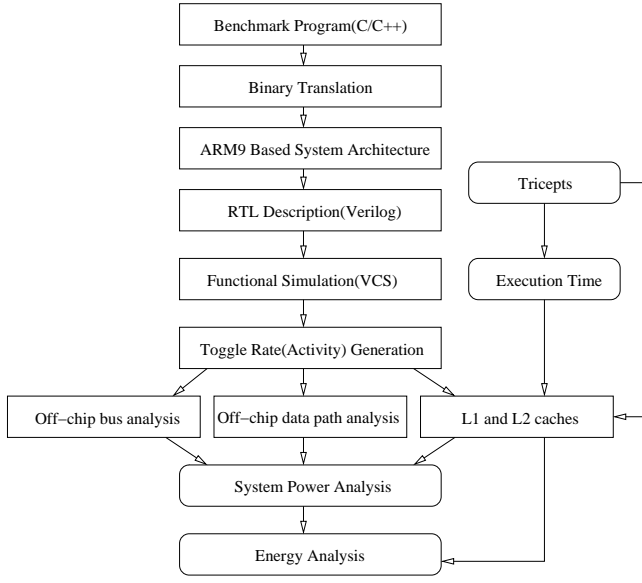 Benchmark Program(C/C++)
Binary Translation
ARM9 Based System Architecture
Tricepts
RTL Description(Verilog)
Functional Simulation(VCS)
Execution Time
Toggle Rate(Activity) Generation
Off−chip bus analysis
Off−chip data path analysis
L1 and L2 caches
System Power Analysis
Energy Analysis